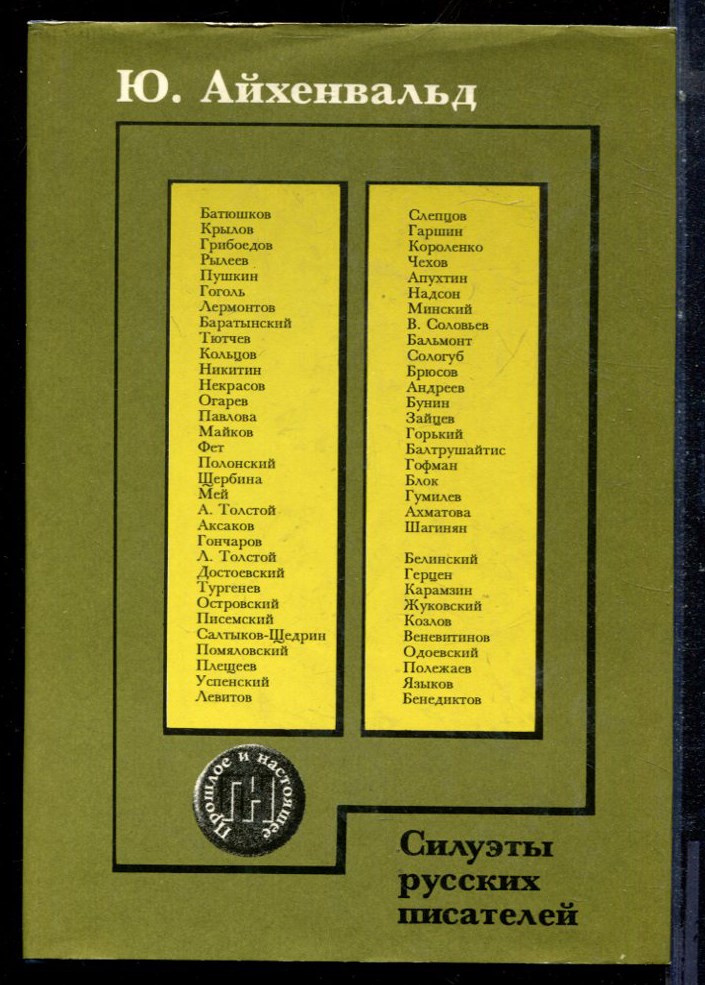 Ю. Айхенвальд
Батюшков
Крылов
Грибоедов
Рылеев
Пушкин
Гоголь
Лермонтов
Баратынский
Тютчев
Кольцов
Никитин
Некрасов
Огарев
Павлова
Майков
Фет
Полонский
Щербина
Мей
А. Толстой
Аксаков
Гончаров
Л. Толстой
Достоевский
Тургенев
Островский
Писемский
Салтыков-Щедрин
Помяловский
Плещеев
Успенский
Левитов
Слепцов
Гаршин
Короленко
Чехов
Апухтин
Надсон
Минский
В. Соловьев
Бальмонт
Сологуб
Брюсов
Андреев
Бунин
Зайцев
Горький
Балтрушайтис
Гофман
Блок
Гумилев
Ахматова
Шагинян
Белинский
Герцен
Карамзин
Жуковский
Козлов
Веневитинов
Одоевский
Полежаев
Языков
Бенедиктов
Прошлое и настоящее
ПН
Силуэты
русских
писателей